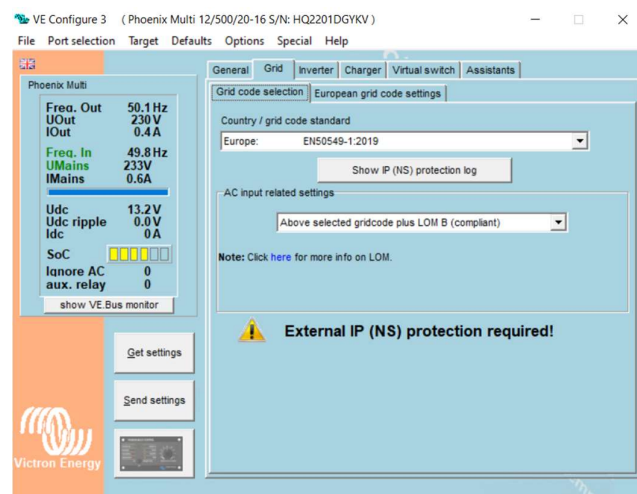 VE Configure 3 ( Phoenix Multi 12/500/20-16 S/N: HQ2201DGYKV )
File Port selection Target Defaults Options Special Help
General Grid Inverter Charger Virtual switch Assistants
Phoenix Multi
Freq. Out 50.1 Hz
UOut 230 V
IOut 0.4 A
Freq. In 49.8 Hz
UMains 233V
IMains 0.6A
Udc 13.2 V
Udc ripple 0.0 V
Idc 0 A
SoC
Ignore AC 0
aux. relay 0
show VE.Bus monitor
Get settings
Send settings
Victron Energy
Grid code selection European grid code settings
Country / grid code standard
Europe: EN50549-1:2019
Show IP (NS) protection log
AC input related settings
Above selected gridcode plus LOM B (compliant)
Note: Click here for more info on LOM.
External IP (NS) protection required!